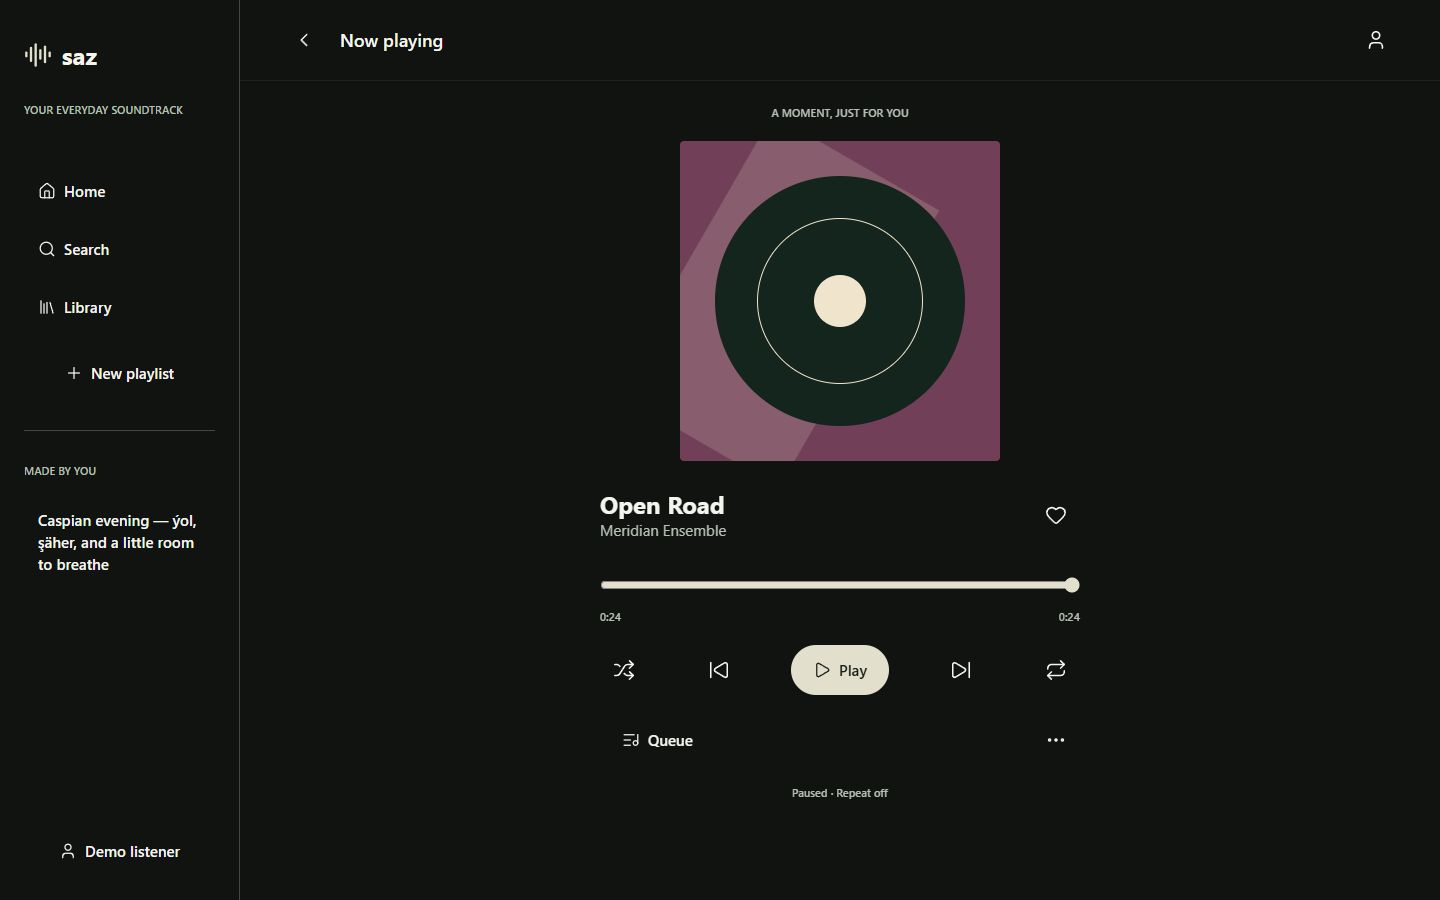 saz
YOUR EVERYDAY SOUNDTRACK
Home
Search
Library
New playlist
MADE BY YOU
Caspian evening — ýol,
şäher, and a little room
to breathe
Demo listener
Now playing
A MOMENT, JUST FOR YOU
Open Road
Meridian Ensemble
0:24
0:24
Play
Queue
Paused · Repeat off